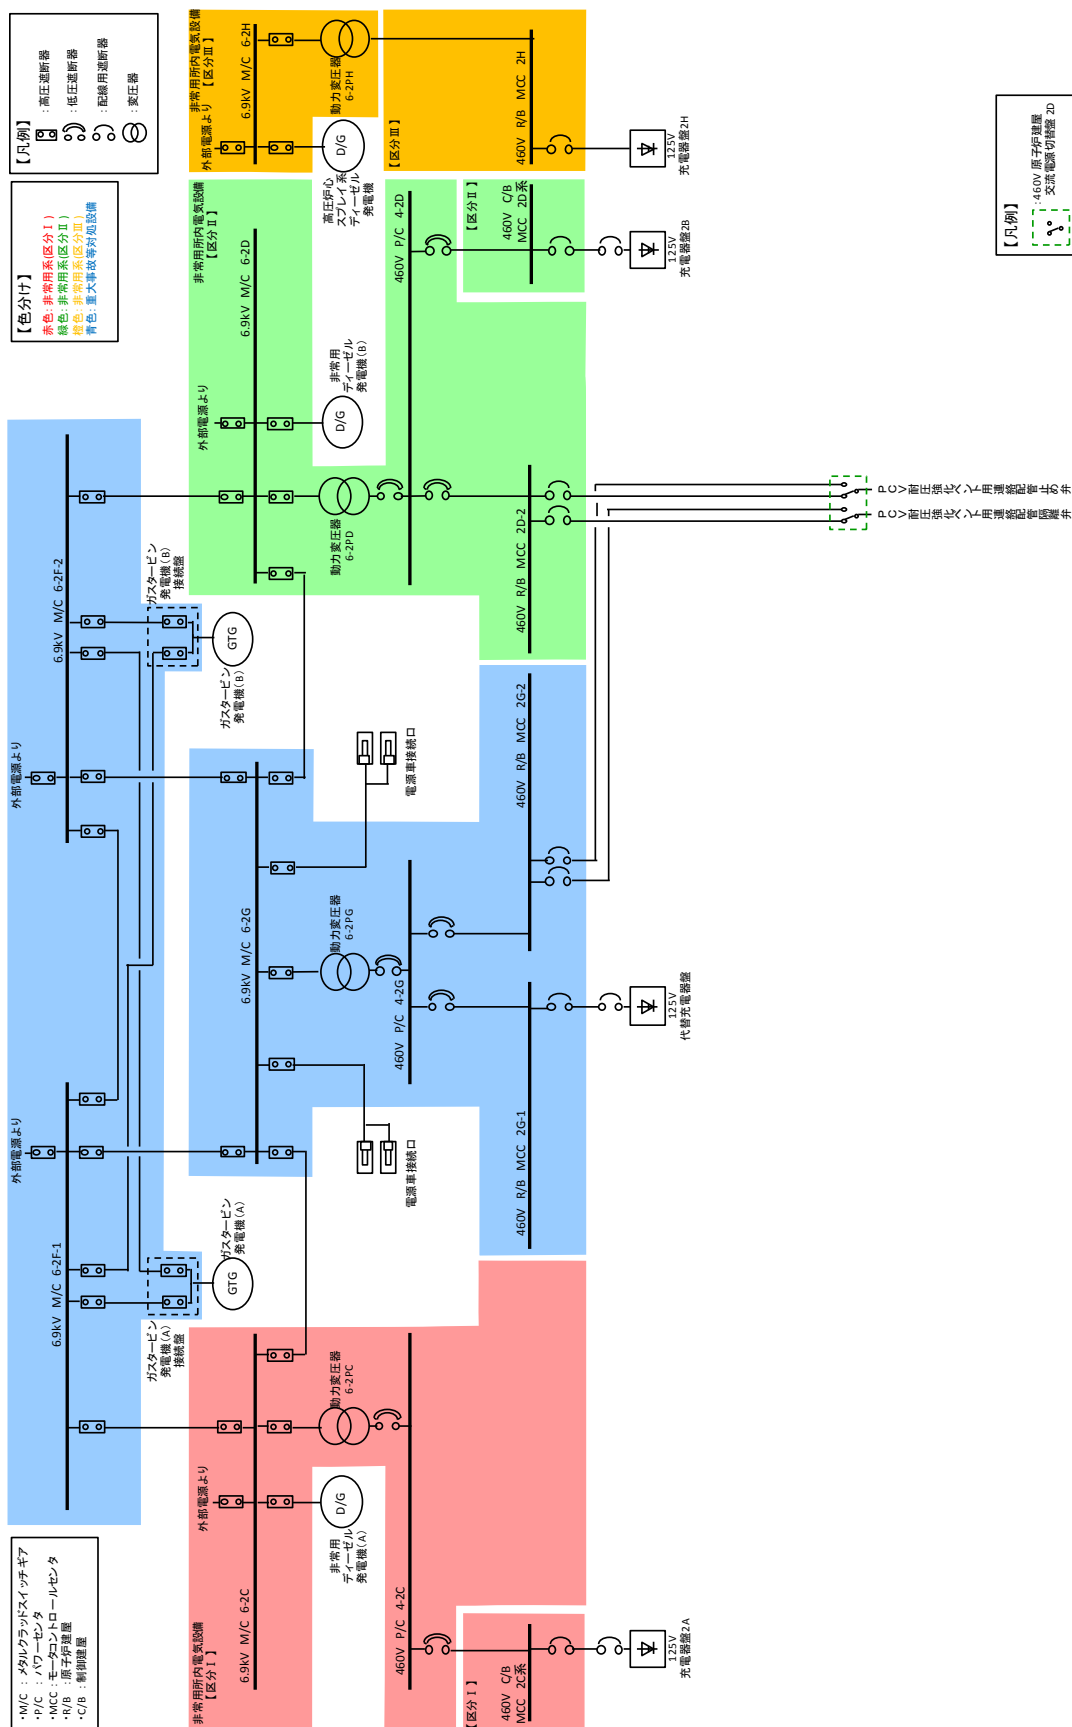 ・M/C : メタルクラッドスイッチギア
・P/C : パワーセンタ
・MCC : モータコントロールセンタ
・R/B : 原子炉建屋
・C/B : 制御建屋
【色分け】
赤色: 非常用系(区分Ⅰ)
緑色: 非常用系(区分Ⅱ)
橙色: 非常用系(区分Ⅲ)
青色: 重大事故等対処設備
【凡例】
: 高圧遮断器
: 低圧遮断器
: 配線用遮断器
: 変圧器
外部電源より
6.9kV M/C 6-2F-1
外部電源より
6.9kV M/C 6-2F-2
ガスタービン
発電機(A)
接続盤
GTG
ガスタービン
発電機(A)
ガスタービン
発電機(B)
接続盤
GTG
ガスタービン
発電機(B)
非常用所内電気設備
【区分Ⅰ】
外部電源より
6.9kV M/C 6-2C
非常用
ディーゼル
発電機(A)
D/G
動力変圧器
6-2PC
460V P/C 4-2C
【区分Ⅰ】
460V C/B
MCC 2C系
125V
充電器盤2A
6.9kV M/C 6-2G
電源車接続口
動力変圧器
6-2PG
電源車接続口
460V P/C 4-2G
460V R/B MCC 2G-1
460V R/B MCC 2G-2
125V
代替充電器盤
非常用所内電気設備
【区分Ⅱ】
外部電源より
6.9kV M/C 6-2D
動力変圧器
6-2PD
D/G
非常用
ディーゼル
発電機(B)
460V P/C 4-2D
460V R/B MCC 2D-2
【区分Ⅱ】
460V C/B
MCC 2D系
125V
充電器盤2B
非常用所内電気設備
【区分Ⅲ】
外部電源より
6.9kV M/C 6-2H
高圧炉心
スプレイ系
ディーゼル
発電機
D/G
動力変圧器
6-2PH
【区分Ⅲ】
460V R/B MCC 2H
125V
充電器盤2H
PCV耐圧強化ベント用連絡配管隔離弁
PCV耐圧強化ベント用連絡配管止め弁
【凡例】
: 460V 原子炉建屋
交流電源切替盤 2D